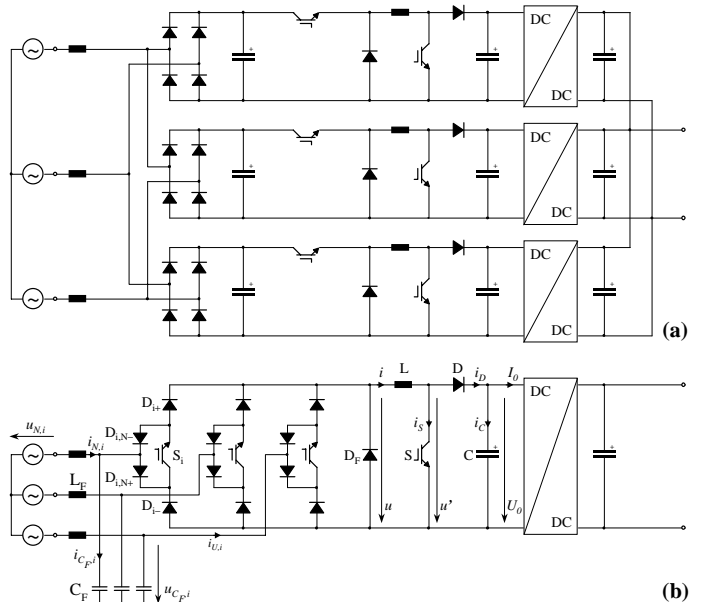 ~
DC
DC
~
DC
DC
~
DC
DC
(a)
u_{N,i}
i_{N,i}
D_{i+}
D_{i,N−}
S_i
D_{i,N+}
D_{i−}
L_F
i_{U,i}
i_{C_F,i}
C_F
u_{C_F,i}
i
L
D
i_D
I_0
D_F
u
i_S
S
u'
i_C
C
U_0
DC
DC
~
~
~
(b)